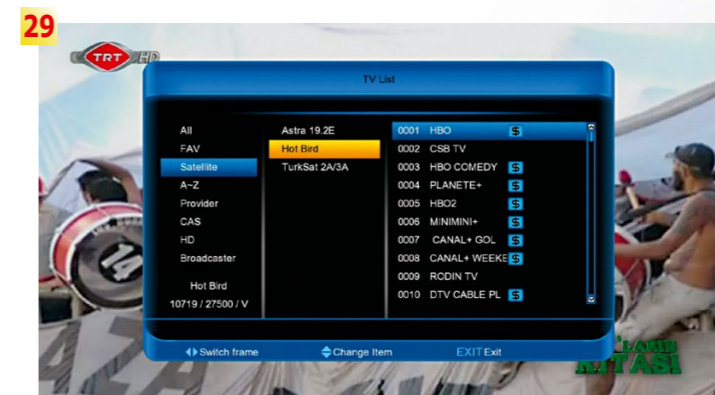 29
TRT HD
TV List
All
FAV
Satellite
A~Z
Provider
CAS
HD
Broadcaster
Hot Bird
10719 / 27500 / V
Astra 19.2E
Hot Bird
TurkSat 2A/3A
0001 HBO $
0002 CSB TV
0003 HBO COMEDY $
0004 PLANETE+ $
0005 HBO2 $
0006 MINIMINI+ $
0007 CANAL+ GOL $
0008 CANAL+ WEEKE $
0009 RODIN TV
0010 DTV CABLE PL $
Switch frame
Change Item
EXIT Exit